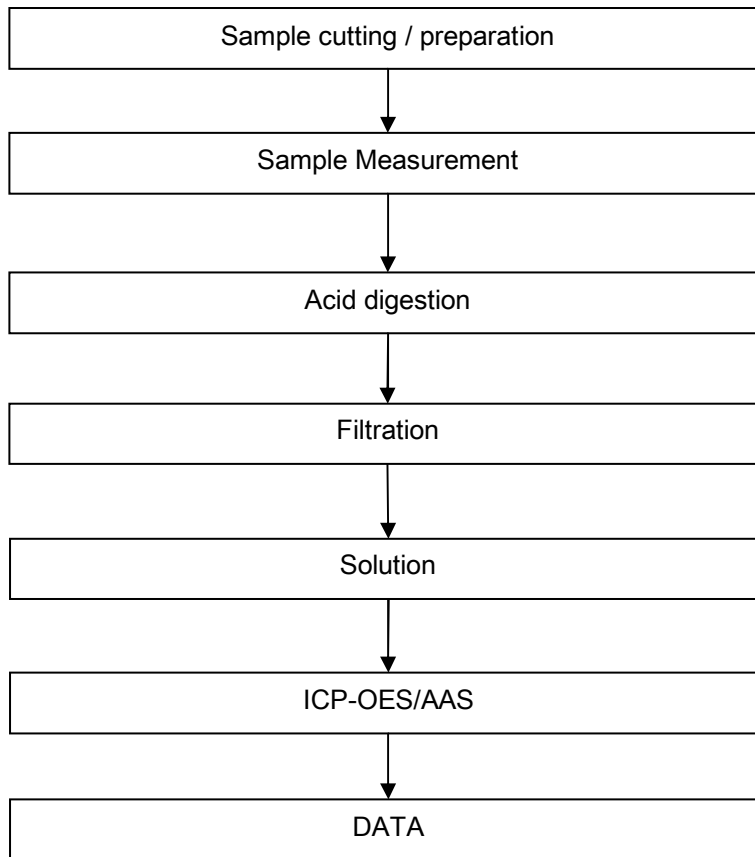 Sample cutting / preparation
Sample Measurement
Acid digestion
Filtration
Solution
ICP-OES/AAS
DATA